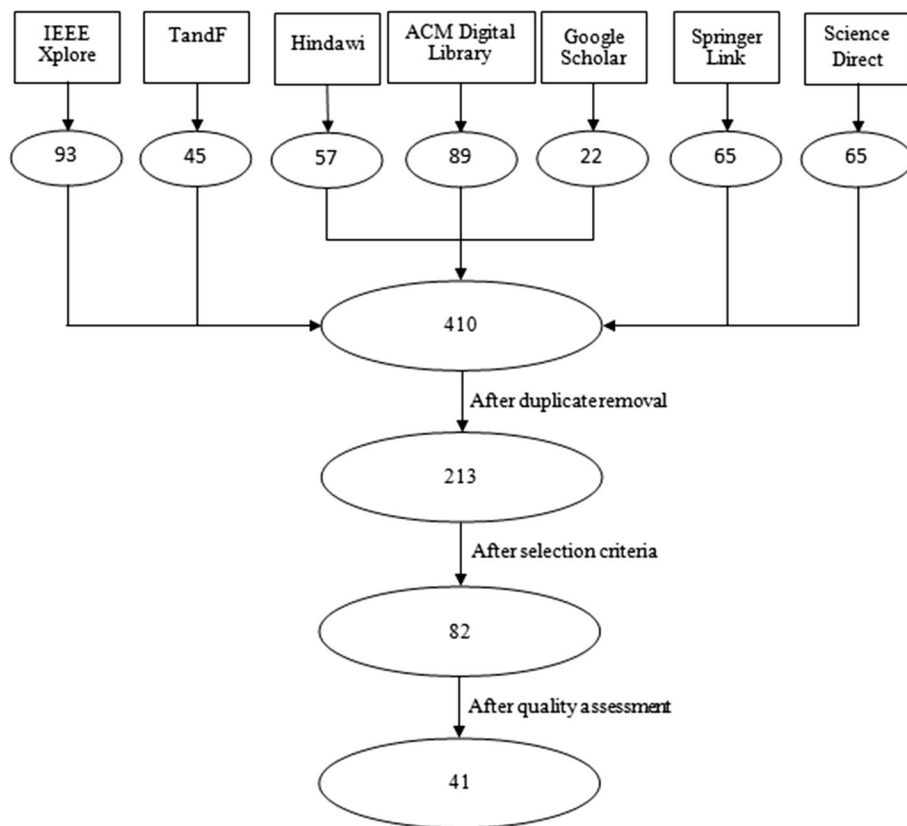 IEEE
Xplore
TandF
Hindawi
ACM Digital
Library
Google
Scholar
Springer
Link
Science
Direct
93
45
57
89
22
65
65
410
After duplicate removal
213
After selection criteria
82
After quality assessment
41